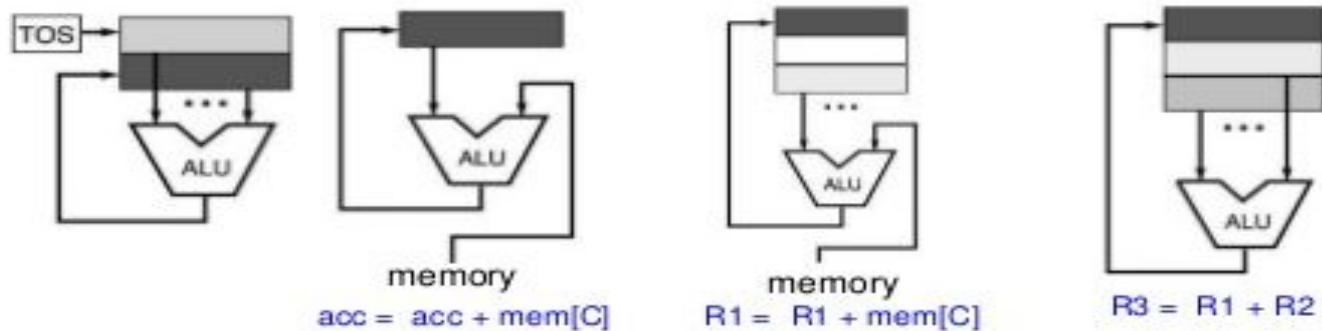 TOS
ALU
ALU
memory
acc = acc + mem[C]
ALU
memory
R1 = R1 + mem[C]
ALU
R3 = R1 + R2